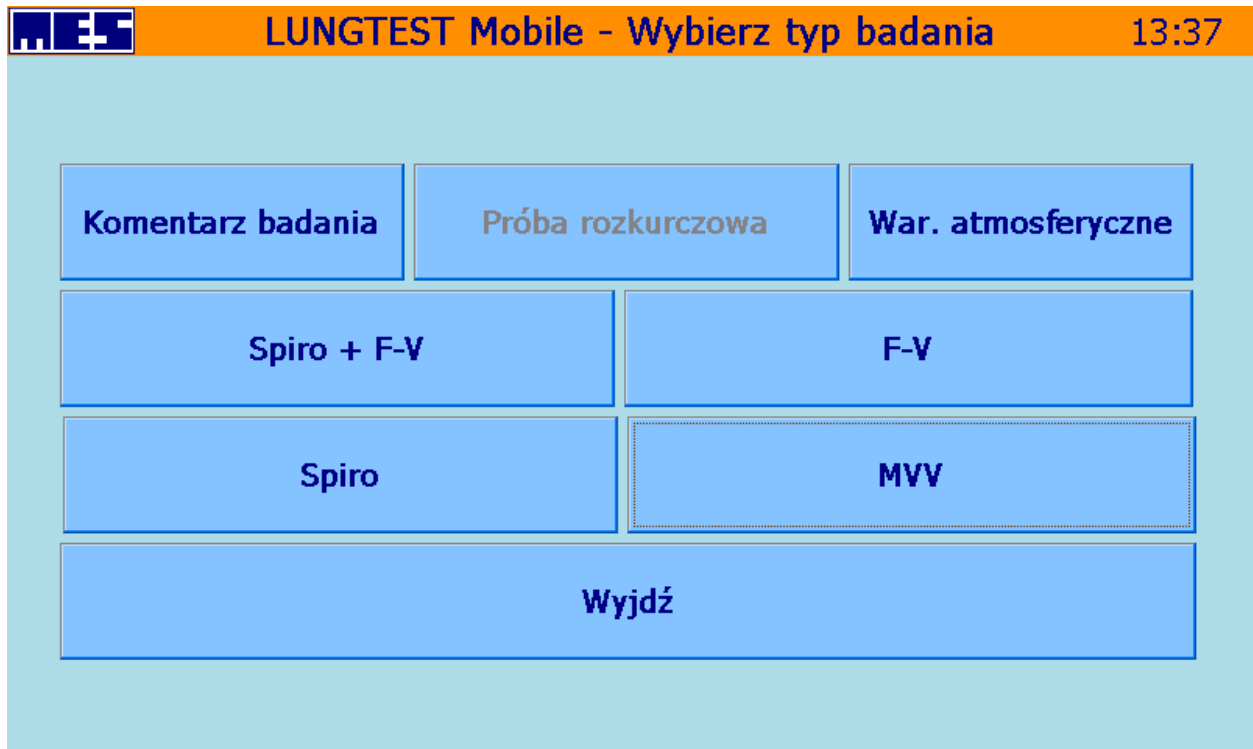 MES LUNGTEST Mobile - Wybierz typ badania 13:37
Komentarz badania Próba rozkurczowa War. atmosferyczne
Spiro + F-V F-V
Spiro MVV
Wyjdź